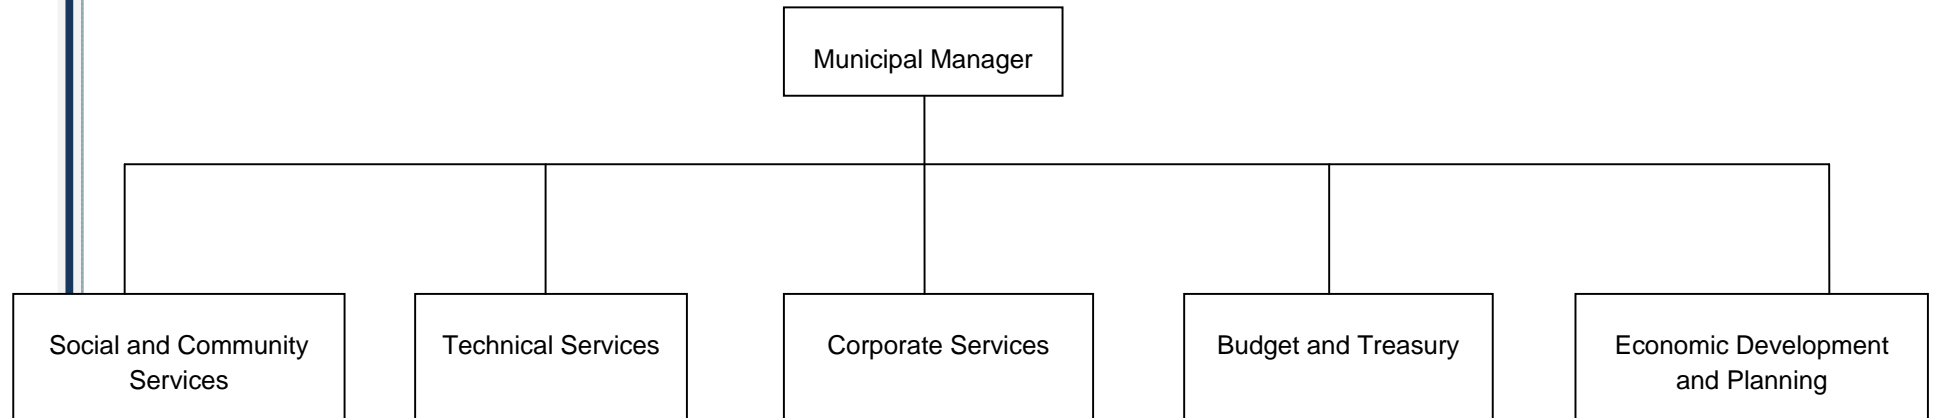 Municipal Manager
Social and Community
Services
Technical Services
Corporate Services
Budget and Treasury
Economic Development
and Planning